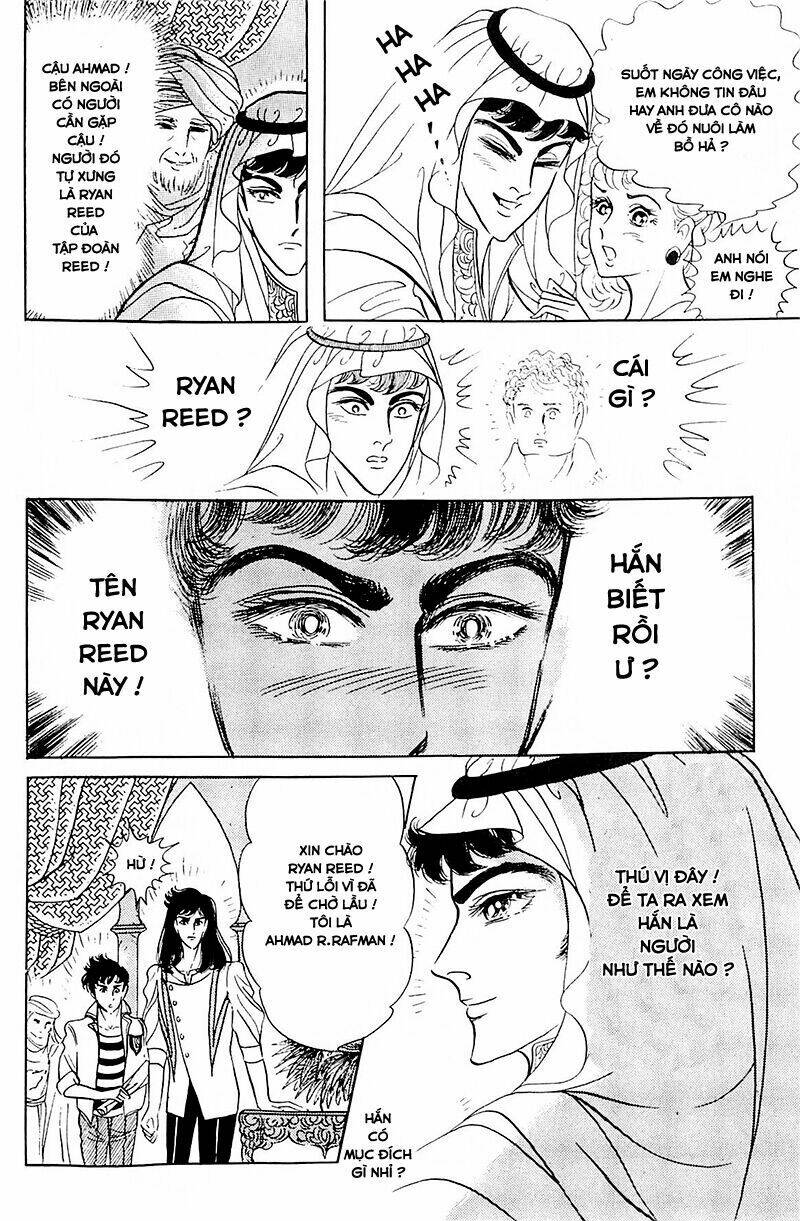 SUỐT NGÀY CÔNG VIỆC,
EM KHÔNG TIN ĐÂU
HAY ANH ĐƯA CÔ NÀO
VỀ ĐÓ NUÔI LÀM
BỒ HẢ?
ANH NÓI
EM NGHE
ĐI!
HA
HA
HA
CẬU AHMAD!
BÊN NGOÀI
CÓ NGƯỜI
CẦN GẶP
CẬU!
NGƯỜI ĐÓ
TỰ XƯNG
LÀ RYAN
REED
CỦA
TẬP ĐOÀN
REED!
CÁI
GÌ?
RYAN
REED?
HẮN
BIẾT
RỒI
Ư?
TÊN
RYAN
REED
NÀY!
THÚ VỊ ĐÂY!
ĐỂ TA RA XEM
HẮN LÀ
NGƯỜI
NHƯ THẾ NÀO?
HẮN
CÓ
MỤC ĐÍCH
GÌ NHỈ?
XIN CHÀO
RYAN REED!
THỨ LỖI VÌ ĐÃ
ĐỂ CHỜ LÂU!
TÔI LÀ
AHMAD R.RAFMAN!
HỬ!